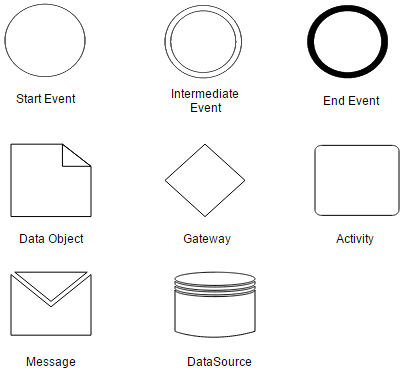 Start Event
Intermediate
Event
End Event
Data Object
Gateway
Activity
Message
DataSource